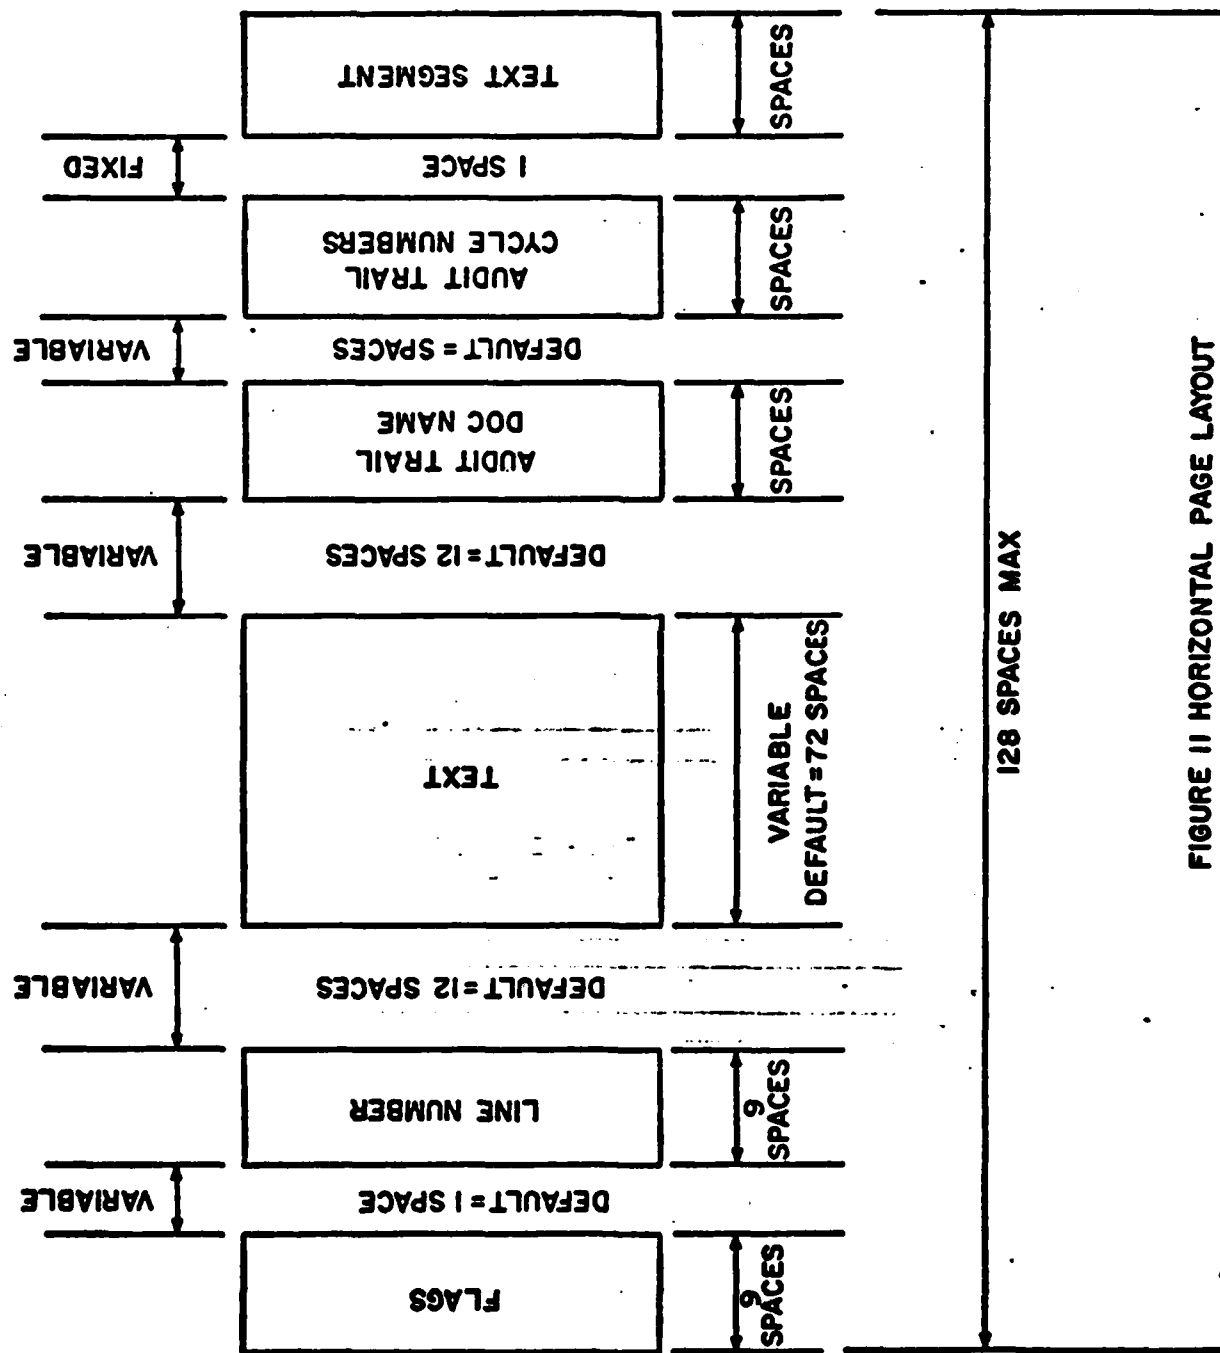 VARIABLE
VARIABLE
VARIABLE
VARIABLE
FIXED
FLAGS
DEFAULT = 1 SPACE
LINE NUMBER
DEFAULT = 12 SPACES
TEXT
DEFAULT = 12 SPACES
AUDIT TRAIL
DOC NAME
DEFAULT = SPACES
AUDIT TRAIL
CYCLE NUMBERS
1 SPACE
TEXT SEGMENT
9
SPACES
9
SPACES
VARIABLE
DEFAULT = 72 SPACES
SPACES
SPACES
SPACES
128 SPACES MAX
FIGURE 11 HORIZONTAL PAGE LAYOUT